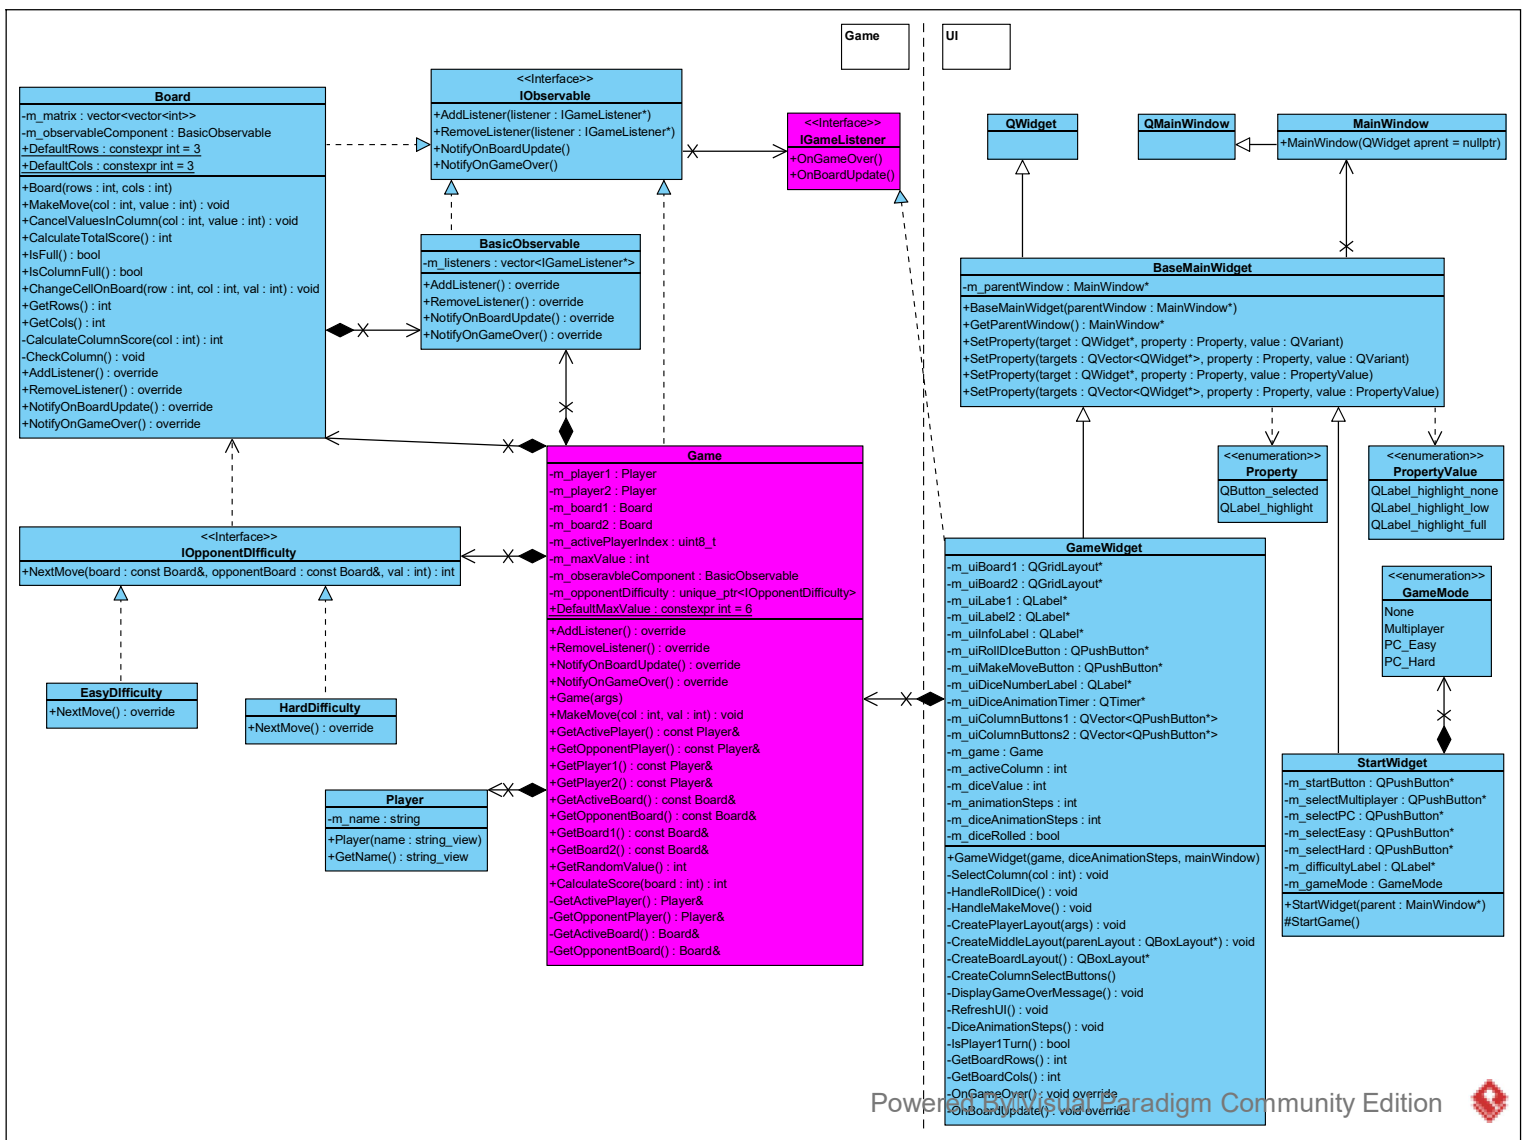 Game
UI
Board
-m_matrix : vector<vector<int>>
-m_observableComponent : BasicObservable
+DefaultRows : constexpr int = 3
+DefaultCols : constexpr int = 3
+Board(rows : int, cols : int)
+MakeMove(col : int, value : int) : void
+CancelValuesInColumn(col : int, value : int) : void
+CalculateTotalScore() : int
+IsFull() : bool
+IsColumnFull() : bool
+ChangeCellOnBoard(row : int, col : int, val : int) : void
+GetRows() : int
+GetCols() : int
-CalculateColumnScore(col : int) : int
-CheckColumn() : void
+AddListener() : override
+RemoveListener() : override
+NotifyOnBoardUpdate() : override
+NotifyOnGameOver() : override
<<Interface>>
IObservable
+AddListener(listener : IGameListener*)
+RemoveListener(listener : IGameListener*)
+NotifyOnBoardUpdate()
+NotifyOnGameOver()
<<Interface>>
IGameListener
+OnGameOver()
+OnBoardUpdate()
BasicObservable
-m_listeners : vector<IGameListener*>
+AddListener() : override
+RemoveListener() : override
+NotifyOnBoardUpdate() : override
+NotifyOnGameOver() : override
<<Interface>>
IOpponentDIfficulty
+NextMove(board : const Board&, opponentBoard : const Board&, val : int) : int
EasyDIfficulty
+NextMove() : override
HardDifficulty
+NextMove() : override
Player
-m_name : string
+Player(name : string_view)
+GetName() : string_view
Game
-m_player1 : Player
-m_player2 : Player
-m_board1 : Board
-m_board2 : Board
-m_activePlayerIndex : uint8_t
-m_maxValue : int
-m_obseravbleComponent : BasicObservable
-m_opponentDifficulty : unique_ptr<IOpponentDifficulty>
+DefaultMaxValue : constexpr int = 6
+AddListener() : override
+RemoveListener() : override
+NotifyOnBoardUpdate() : override
+NotifyOnGameOver() : override
+Game(args)
+MakeMove(col : int, val : int) : void
+GetActivePlayer() : const Player&
+GetOpponentPlayer() : const Player&
+GetPlayer1() : const Player&
+GetPlayer2() : const Player&
+GetActiveBoard() : const Board&
+GetOpponentBoard() : const Board&
+GetBoard1() : const Board&
+GetBoard2() : const Board&
+GetRandomValue() : int
+CalculateScore(board : int) : int
-GetActivePlayer() : Player&
-GetOpponentPlayer() : Player&
-GetActiveBoard() : Board&
-GetOpponentBoard() : Board&
QWidget
QMainWindow
MainWindow
+MainWindow(QWidget aprent = nullptr)
BaseMainWidget
-m_parentWindow : MainWindow*
+BaseMainWidget(parentWindow : MainWindow*)
+GetParentWindow() : MainWindow*
+SetProperty(target : QWidget*, property : Property, value : QVariant)
+SetProperty(targets : QVector<QWidget*>, property : Property, value : QVariant)
+SetProperty(target : QWidget*, property : Property, value : PropertyValue)
+SetProperty(targets : QVector<QWidget*>, property : Property, value : PropertyValue)
<<enumeration>>
Property
QButton_selected
QLabel_highlight
<<enumeration>>
PropertyValue
QLabel_highlight_none
QLabel_highlight_low
QLabel_highlight_full
GameWidget
-m_uiBoard1 : QGridLayout*
-m_uiBoard2 : QGridLayout*
-m_uiLabe1 : QLabel*
-m_uiLabel2 : QLabel*
-m_uiInfoLabel : QLabel*
-m_uiRollDIceButton : QPushButton*
-m_uiMakeMoveButton : QPushButton*
-m_uiDiceNumberLabel : QLabel*
-m_uiDiceAnimationTimer : QTimer*
-m_uiColumnButtons1 : QVector<QPushButton*>
-m_uiColumnButtons2 : QVector<QPushButton*>
-m_game : Game
-m_activeColumn : int
-m_diceValue : int
-m_animationSteps : int
-m_diceAnimationSteps : int
-m_diceRolled : bool
+GameWidget(game, diceAnimationSteps, mainWindow)
-SelectColumn(col : int) : void
-HandleRollDice() : void
-HandleMakeMove() : void
-CreatePlayerLayout(args) : void
-CreateMiddleLayout(parenLayout : QBoxLayout*) : void
-CreateBoardLayout() : QBoxLayout*
-CreateColumnSelectButtons()
-DisplayGameOverMessage() : void
-RefreshUI() : void
-DiceAnimationSteps() : void
-IsPlayer1Turn() : bool
-GetBoardRows() : int
-GetBoardCols() : int
-OnGameOver() : void override
-OnBoardUpdate() : void override
<<enumeration>>
GameMode
None
Multiplayer
PC_Easy
PC_Hard
StartWidget
-m_startButton : QPushButton*
-m_selectMultiplayer : QPushButton*
-m_selectPC : QPushButton*
-m_selectEasy : QPushButton*
-m_selectHard : QPushButton*
-m_difficultyLabel : QLabel*
-m_gameMode : GameMode
+StartWidget(parent : MainWindow*)
#StartGame()
Powered By Visual Paradigm Community Edition